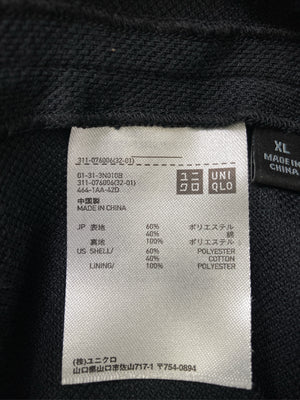 311-076006(32-01)
01-31-3N010B
311-076006(32-01)
464-1AA-42D
ユニ
クロ
UNI
QLO
中国製
MADE IN CHINA
JP 表地 60% ポリエステル
40% 綿
裏地 100% ポリエステル
US SHELL/ 60% POLYESTER
40% COTTON
LINING/ 100% POLYESTER
(株)ユニクロ
山口県山口市佐山717-1 〒754-0894
XL
MADE IN
CHINA